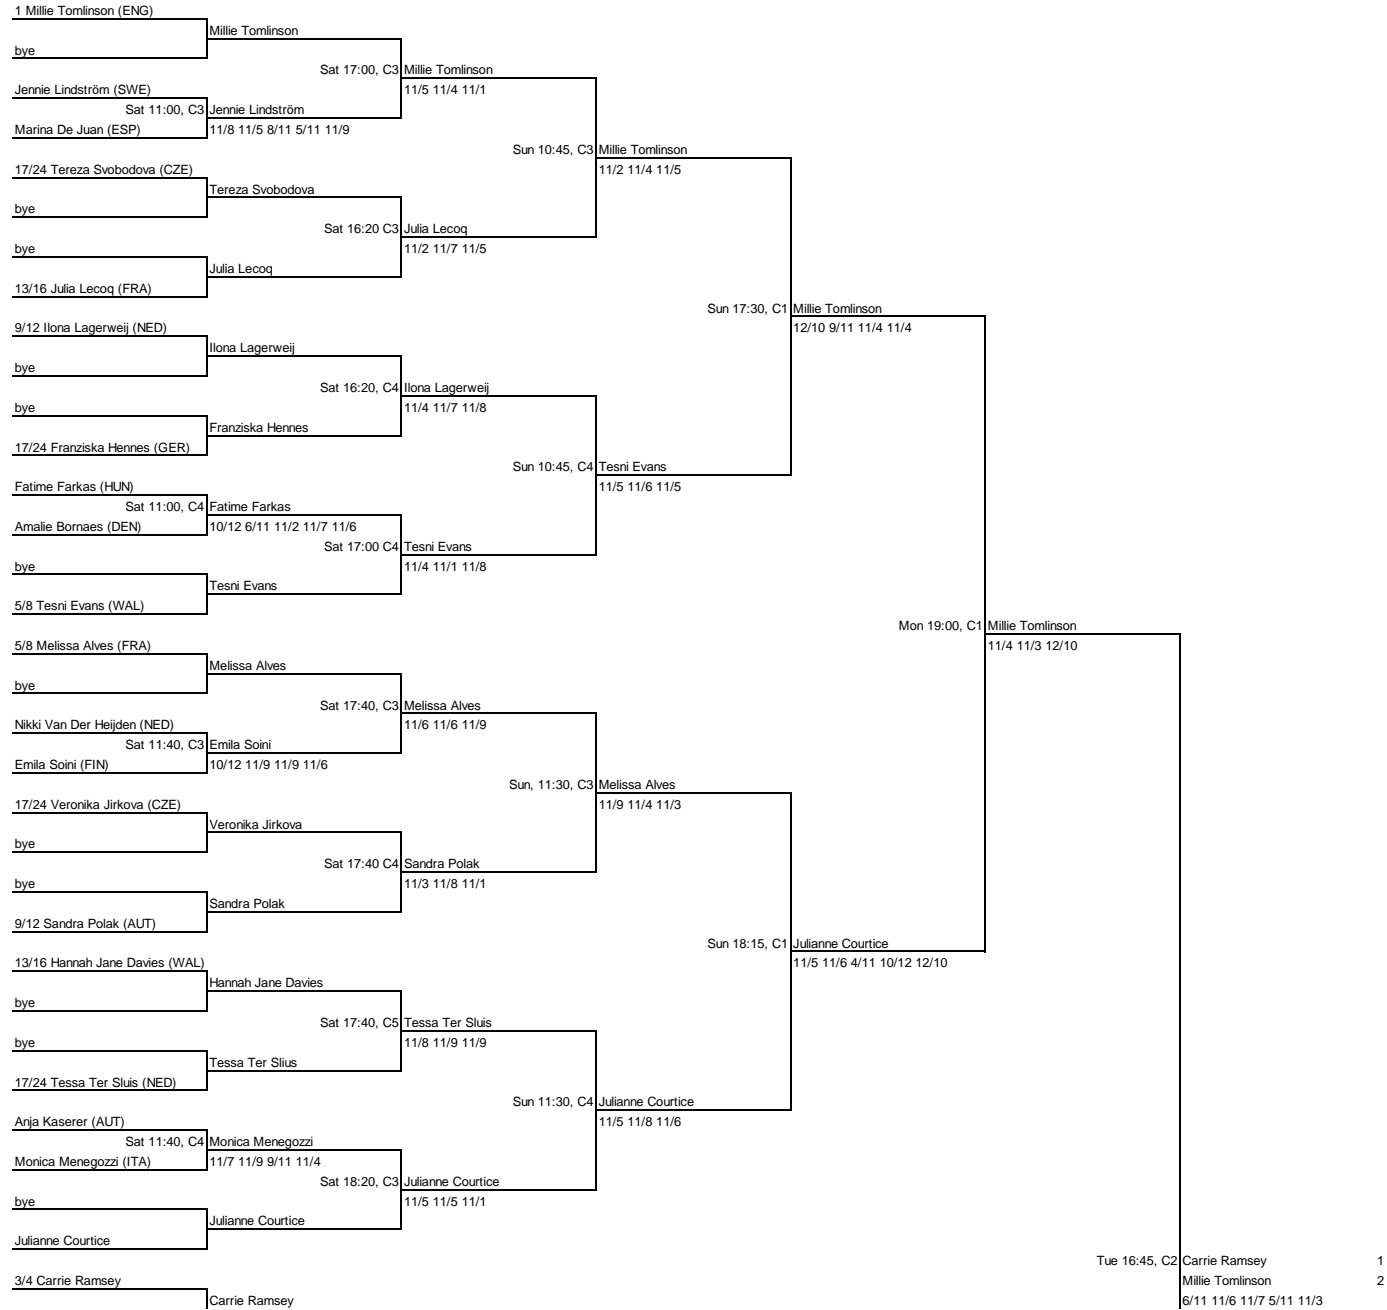 1 Millie Tomlinson (ENG)
Millie Tomlinson
bye
Sat 17:00, C3 Millie Tomlinson
Jennie Lindström (SWE)
11/5 11/4 11/1
Sat 11:00, C3 Jennie Lindström
Marina De Juan (ESP)
11/8 11/5 8/11 5/11 11/9
Sun 10:45, C3 Millie Tomlinson
17/24 Tereza Svobodova (CZE)
11/2 11/4 11/5
Tereza Svobodova
bye
Sat 16:20 C3 Julia Lecoq
bye
11/2 11/7 11/5
Julia Lecoq
13/16 Julia Lecoq (FRA)
Sun 17:30, C1 Millie Tomlinson
9/12 Ilona Lagerweij (NED)
12/10 9/11 11/4 11/4
Ilona Lagerweij
bye
Sat 16:20, C4 Ilona Lagerweij
bye
11/4 11/7 11/8
Franziska Hennes
17/24 Franziska Hennes (GER)
Sun 10:45, C4 Tesni Evans
Fatime Farkas (HUN)
11/5 11/6 11/5
Sat 11:00, C4 Fatime Farkas
Amalie Bornaes (DEN)
10/12 6/11 11/2 11/7 11/6
Sat 17:00 C4 Tesni Evans
bye
11/4 11/1 11/8
Tesni Evans
5/8 Tesni Evans (WAL)
Mon 19:00, C1 Millie Tomlinson
5/8 Melissa Alves (FRA)
11/4 11/3 12/10
Melissa Alves
bye
Sat 17:40, C3 Melissa Alves
Nikki Van Der Heijden (NED)
11/6 11/6 11/9
Sat 11:40, C3 Emila Soini
Emila Soini (FIN)
10/12 11/9 11/9 11/6
Sun, 11:30, C3 Melissa Alves
17/24 Veronika Jirkova (CZE)
11/9 11/4 11/3
Veronika Jirkova
bye
Sat 17:40 C4 Sandra Polak
bye
11/3 11/8 11/1
Sandra Polak
9/12 Sandra Polak (AUT)
Sun 18:15, C1 Julianne Courtice
13/16 Hannah Jane Davies (WAL)
11/5 11/6 4/11 10/12 12/10
Hannah Jane Davies
bye
Sat 17:40, C5 Tessa Ter Sluis
bye
11/8 11/9 11/9
Tessa Ter Slius
17/24 Tessa Ter Sluis (NED)
Sun 11:30, C4 Julianne Courtice
Anja Kaserer (AUT)
11/5 11/8 11/6
Sat 11:40, C4 Monica Menegozzi
Monica Menegozzi (ITA)
11/7 11/9 9/11 11/4
Sat 18:20, C3 Julianne Courtice
bye
11/5 11/5 11/1
Julianne Courtice
Julianne Courtice
Tue 16:45, C2 Carrie Ramsey 1
3/4 Carrie Ramsey
Millie Tomlinson 2
Carrie Ramsey
6/11 11/6 11/7 5/11 11/3